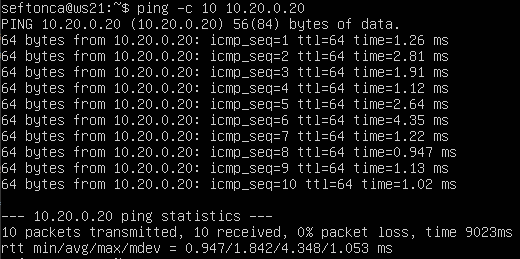 seftonca@ws21:~$ ping -c 10 10.20.0.20
PING 10.20.0.20 (10.20.0.20) 56(84) bytes of data.
64 bytes from 10.20.0.20: icmp_seq=1 ttl=64 time=1.26 ms
64 bytes from 10.20.0.20: icmp_seq=2 ttl=64 time=2.81 ms
64 bytes from 10.20.0.20: icmp_seq=3 ttl=64 time=1.91 ms
64 bytes from 10.20.0.20: icmp_seq=4 ttl=64 time=1.12 ms
64 bytes from 10.20.0.20: icmp_seq=5 ttl=64 time=2.64 ms
64 bytes from 10.20.0.20: icmp_seq=6 ttl=64 time=4.35 ms
64 bytes from 10.20.0.20: icmp_seq=7 ttl=64 time=1.22 ms
64 bytes from 10.20.0.20: icmp_seq=8 ttl=64 time=0.947 ms
64 bytes from 10.20.0.20: icmp_seq=9 ttl=64 time=1.13 ms
64 bytes from 10.20.0.20: icmp_seq=10 ttl=64 time=1.02 ms
--- 10.20.0.20 ping statistics ---
10 packets transmitted, 10 received, 0% packet loss, time 9023ms
rtt min/avg/max/mdev = 0.947/1.842/4.348/1.053 ms